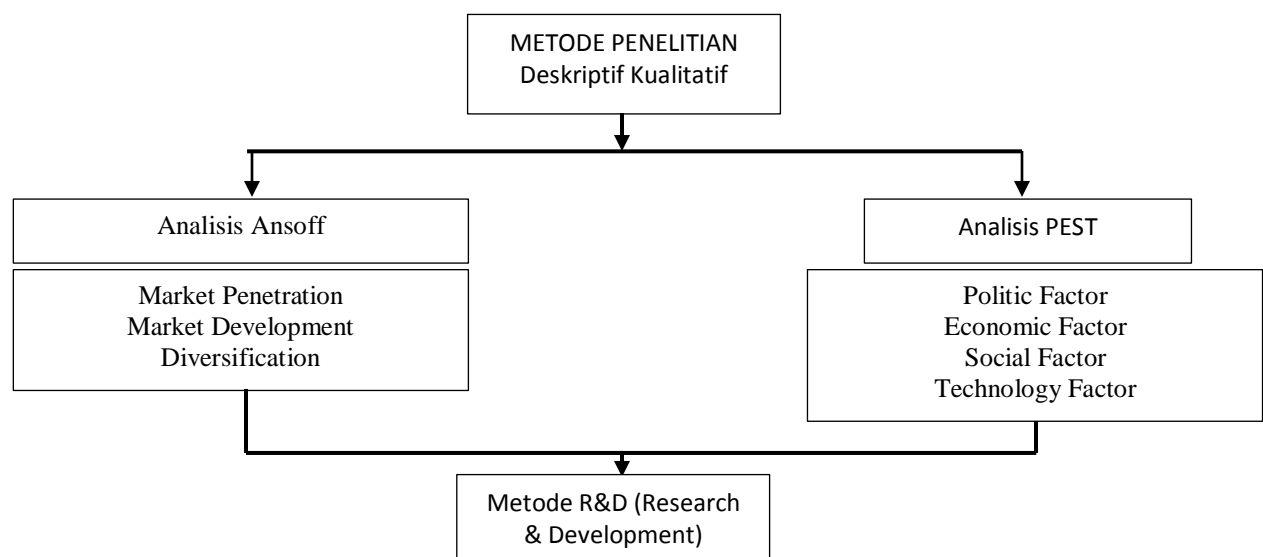 METODE PENELITIAN
Deskriptif Kualitatif
Analisis Ansoff
Market Penetration
Market Development
Diversification
Analisis PEST
Politic Factor
Economic Factor
Social Factor
Technology Factor
Metode R&D (Research
& Development)